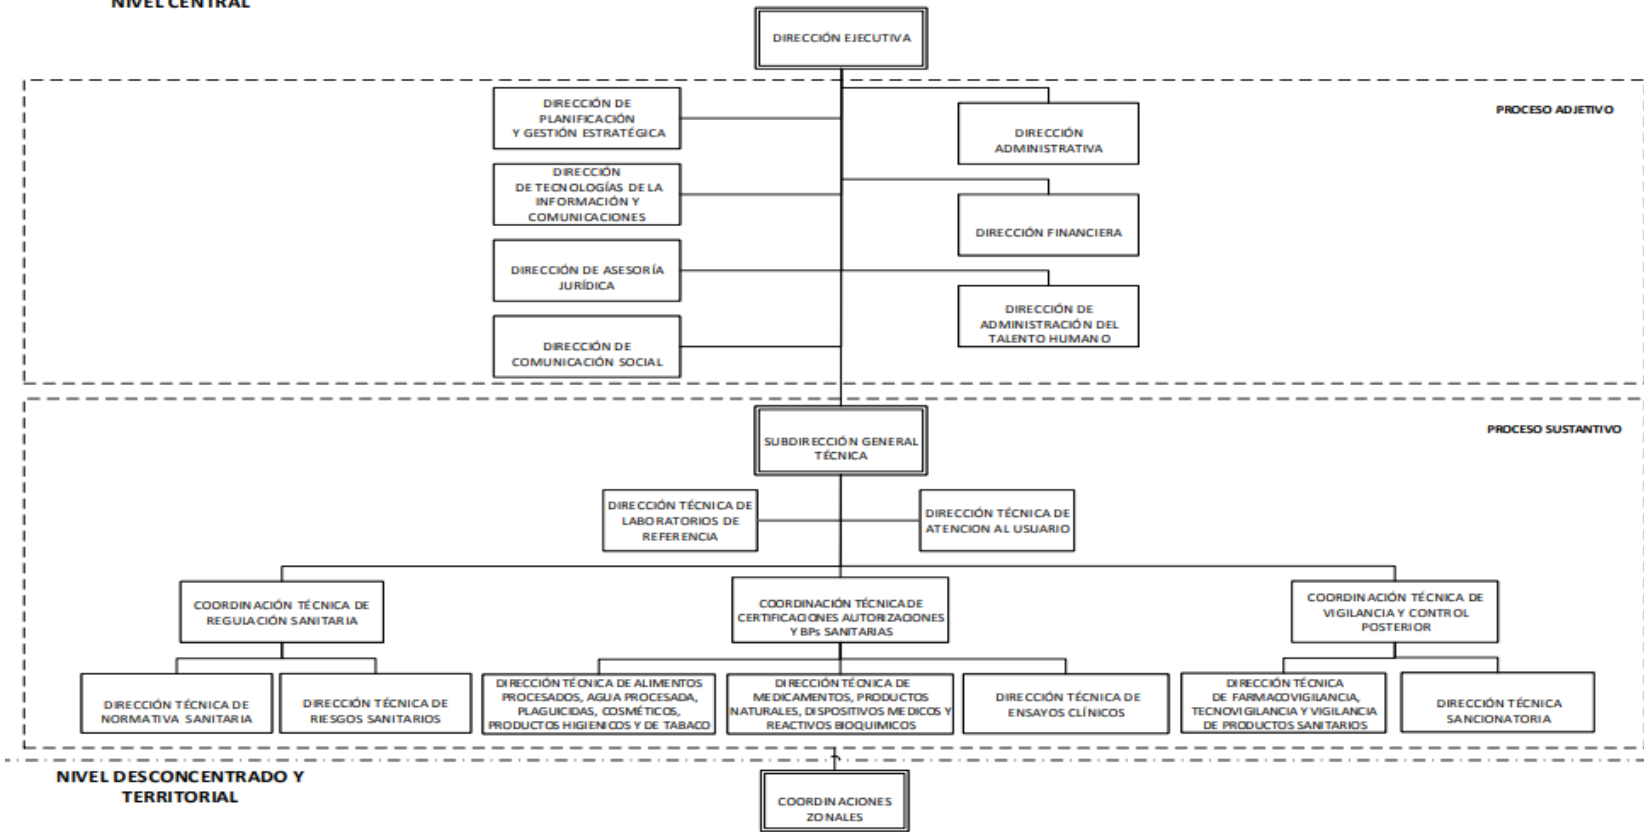 NIVEL CENTRAL
DIRECCIÓN EJECUTIVA
PROCESO ADJETIVO
DIRECCIÓN DE
PLANIFICACIÓN
Y GESTIÓN ESTRATÉGICA
DIRECCIÓN
ADMINISTRATIVA
DIRECCIÓN
DE TECNOLOGÍAS DE LA
INFORMACIÓN Y
COMUNICACIONES
DIRECCIÓN FINANCIERA
DIRECCIÓN DE ASESORÍA
JURÍDICA
DIRECCIÓN DE
ADMINISTRACIÓN DEL
TALENTO HUMANO
DIRECCIÓN DE
COMUNICACIÓN SOCIAL
PROCESO SUSTANTIVO
SUBDIRECCIÓN GENERAL
TÉCNICA
DIRECCIÓN TÉCNICA DE
LABORATORIOS DE
REFERENCIA
DIRECCIÓN TÉCNICA DE
ATENCION AL USUARIO
COORDINACIÓN TÉCNICA DE
REGULACIÓN SANITARIA
COORDINACIÓN TÉCNICA DE
CERTIFICACIONES AUTORIZACIONES
Y BPs SANITARIAS
COORDINACIÓN TÉCNICA DE
VIGILANCIA Y CONTROL
POSTERIOR
DIRECCIÓN TÉCNICA DE
NORMATIVA SANITARIA
DIRECCIÓN TÉCNICA DE
RIESGOS SANITARIOS
DIRECCIÓN TÉCNICA DE ALIMENTOS
PROCESADOS, AGUA PROCESADA,
PLAGUICIDAS, COSMÉTICOS,
PRODUCTOS HIGIENICOS Y DE TABACO
DIRECCIÓN TÉCNICA DE
MEDICAMENTOS, PRODUCTOS
NATURALES, DISPOSITIVOS MEDICOS Y
REACTIVOS BIOQUIMICOS
DIRECCIÓN TÉCNICA DE
ENSAYOS CLÍNICOS
DIRECCIÓN TÉCNICA
DE FARMACOVIGILANCIA,
TECNOVIGILANCIA Y VIGILANCIA
DE PRODUCTOS SANITARIOS
DIRECCIÓN TÉCNICA
SANCIONATORIA
NIVEL DESCONCENTRADO Y
TERRITORIAL
COORDINACIONES
ZONALES